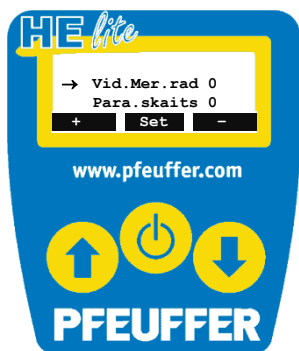 HE lite
→ Vid.Mer.rad 0
Para.skaits 0
+ Set -
www.pfeuffer.com
PFEUFFER